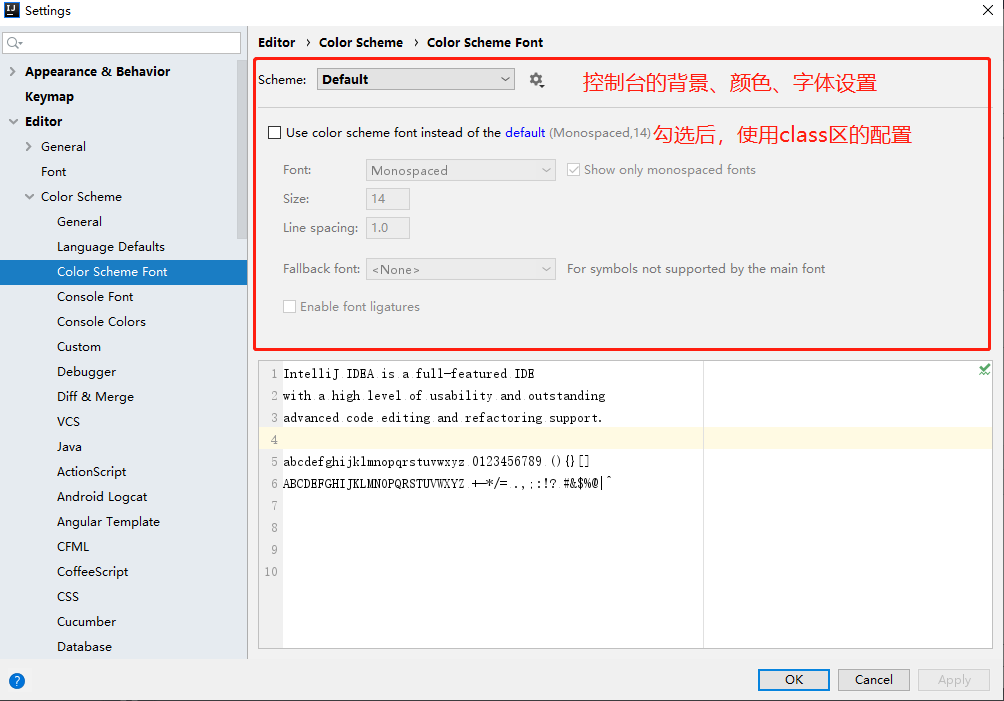 IJ Settings
Editor › Color Scheme › Color Scheme Font
Appearance & Behavior
Keymap
Editor
General
Font
Color Scheme
General
Language Defaults
Color Scheme Font
Console Font
Console Colors
Custom
Debugger
Diff & Merge
VCS
Java
ActionScript
Android Logcat
Angular Template
CFML
CoffeeScript
CSS
Cucumber
Database
Scheme: Default 控制台的背景、颜色、字体设置
Use color scheme font instead of the default (Monospaced,14) 勾选后，使用class区的配置
Font: Monospaced Show only monospaced fonts
Size: 14
Line spacing: 1.0
Fallback font: <None> For symbols not supported by the main font
Enable font ligatures
1 IntelliJ IDEA is a full-featured IDE
2 with a high level of usability and outstanding
3 advanced code editing and refactoring support.
4
5 abcdefghijklmnopqrstuvwxyz 0123456789 (){}[]
6 ABCDEFGHIJKLMNOPQRSTUVWXYZ +-*/= .,;:!? #&$%@|^
7
8
9
10
? OK Cancel Apply